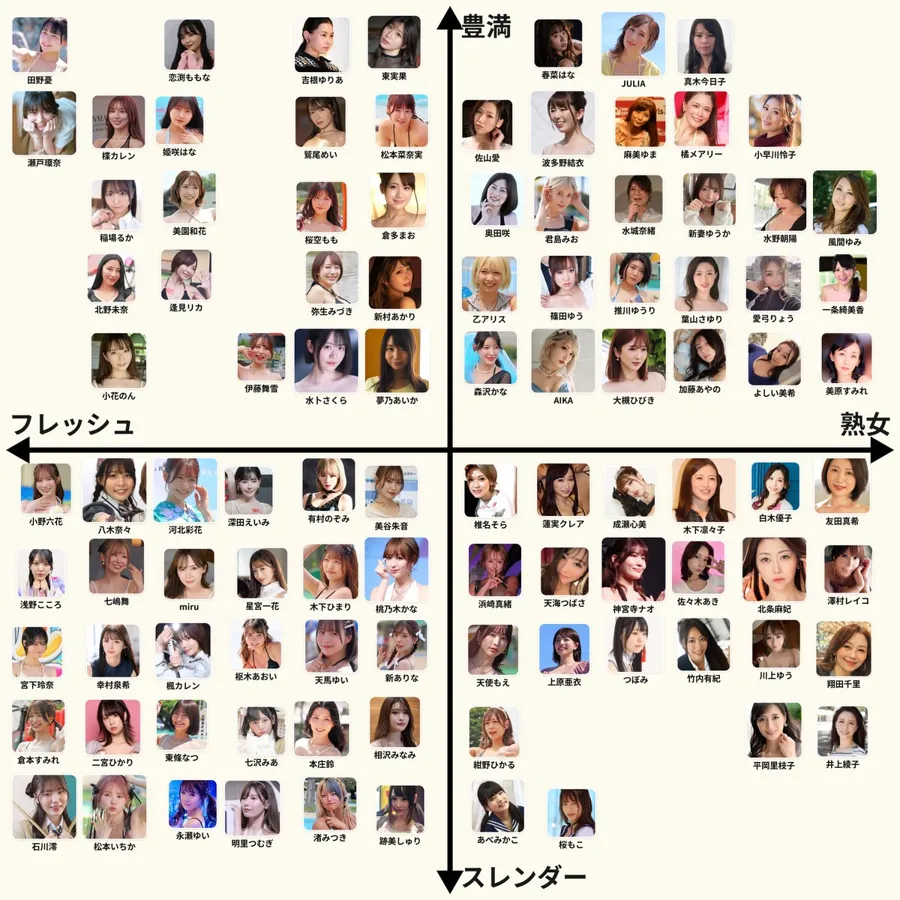 豊満
田野憂
恋渕ももな
吉根ゆりあ
東実果
春菜はな
JULIA
真木今日子
瀬戸環奈
楪カレン
姫咲はな
鷲尾めい
松本菜奈実
佐山愛
波多野結衣
麻美ゆま
橘メアリー
小早川怜子
稲場るか
美園和花
桜空もも
倉多まお
奥田咲
君島みお
水城奈緒
新妻ゆうか
水野朝陽
風間ゆみ
北野未奈
逢見リカ
弥生みづき
新村あかり
乙アリス
篠田ゆう
推川ゆうり
葉山さゆり
愛弓りょう
一条綺美香
小花のん
伊藤舞雪
水卜さくら
夢乃あいか
森沢かな
AIKA
大槻ひびき
加藤あやの
よしい美希
美原すみれ
フレッシュ
熟女
小野六花
八木奈々
河北彩花
深田えいみ
有村のぞみ
美谷朱音
椎名そら
蓮実クレア
成瀬心美
木下凛々子
白木優子
友田真希
浅野こころ
七嶋舞
miru
星宮一花
木下ひまり
桃乃木かな
浜崎真緒
天海つばさ
神宮寺ナオ
佐々木あき
北条麻妃
澤村レイコ
宮下玲奈
幸村泉希
楓カレン
枢木あおい
天馬ゆい
新ありな
天使もえ
上原亜衣
つぼみ
竹内有紀
川上ゆう
翔田千里
倉本すみれ
二宮ひかり
東條なつ
七沢みあ
本庄鈴
相沢みなみ
紺野ひかる
平岡里枝子
井上綾子
石川澪
松本いちか
永瀬ゆい
明里つむぎ
渚みつき
跡美しゅり
あべみかこ
桜もこ
スレンダー